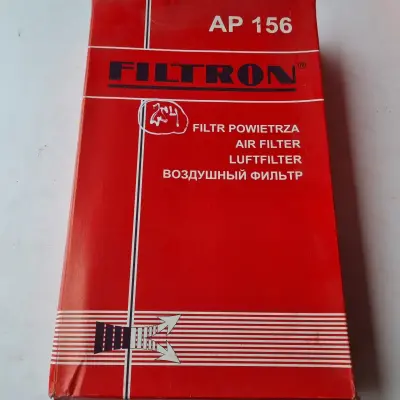 AP 156
FILTRON
FILTR POWIETRZA
AIR FILTER
LUFTFILTER
ВОЗДУШНЫЙ ФИЛЬТР